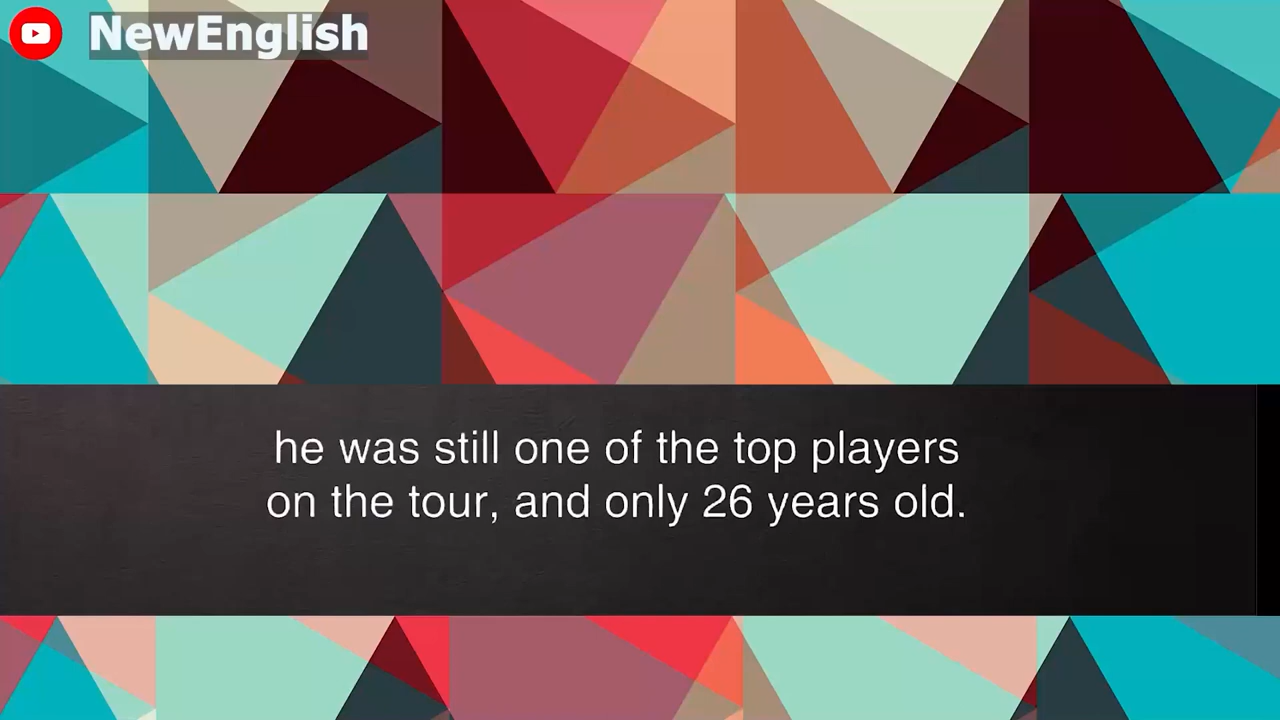 NewEnglish
he was still one of the top players
on the tour, and only 26 years old.